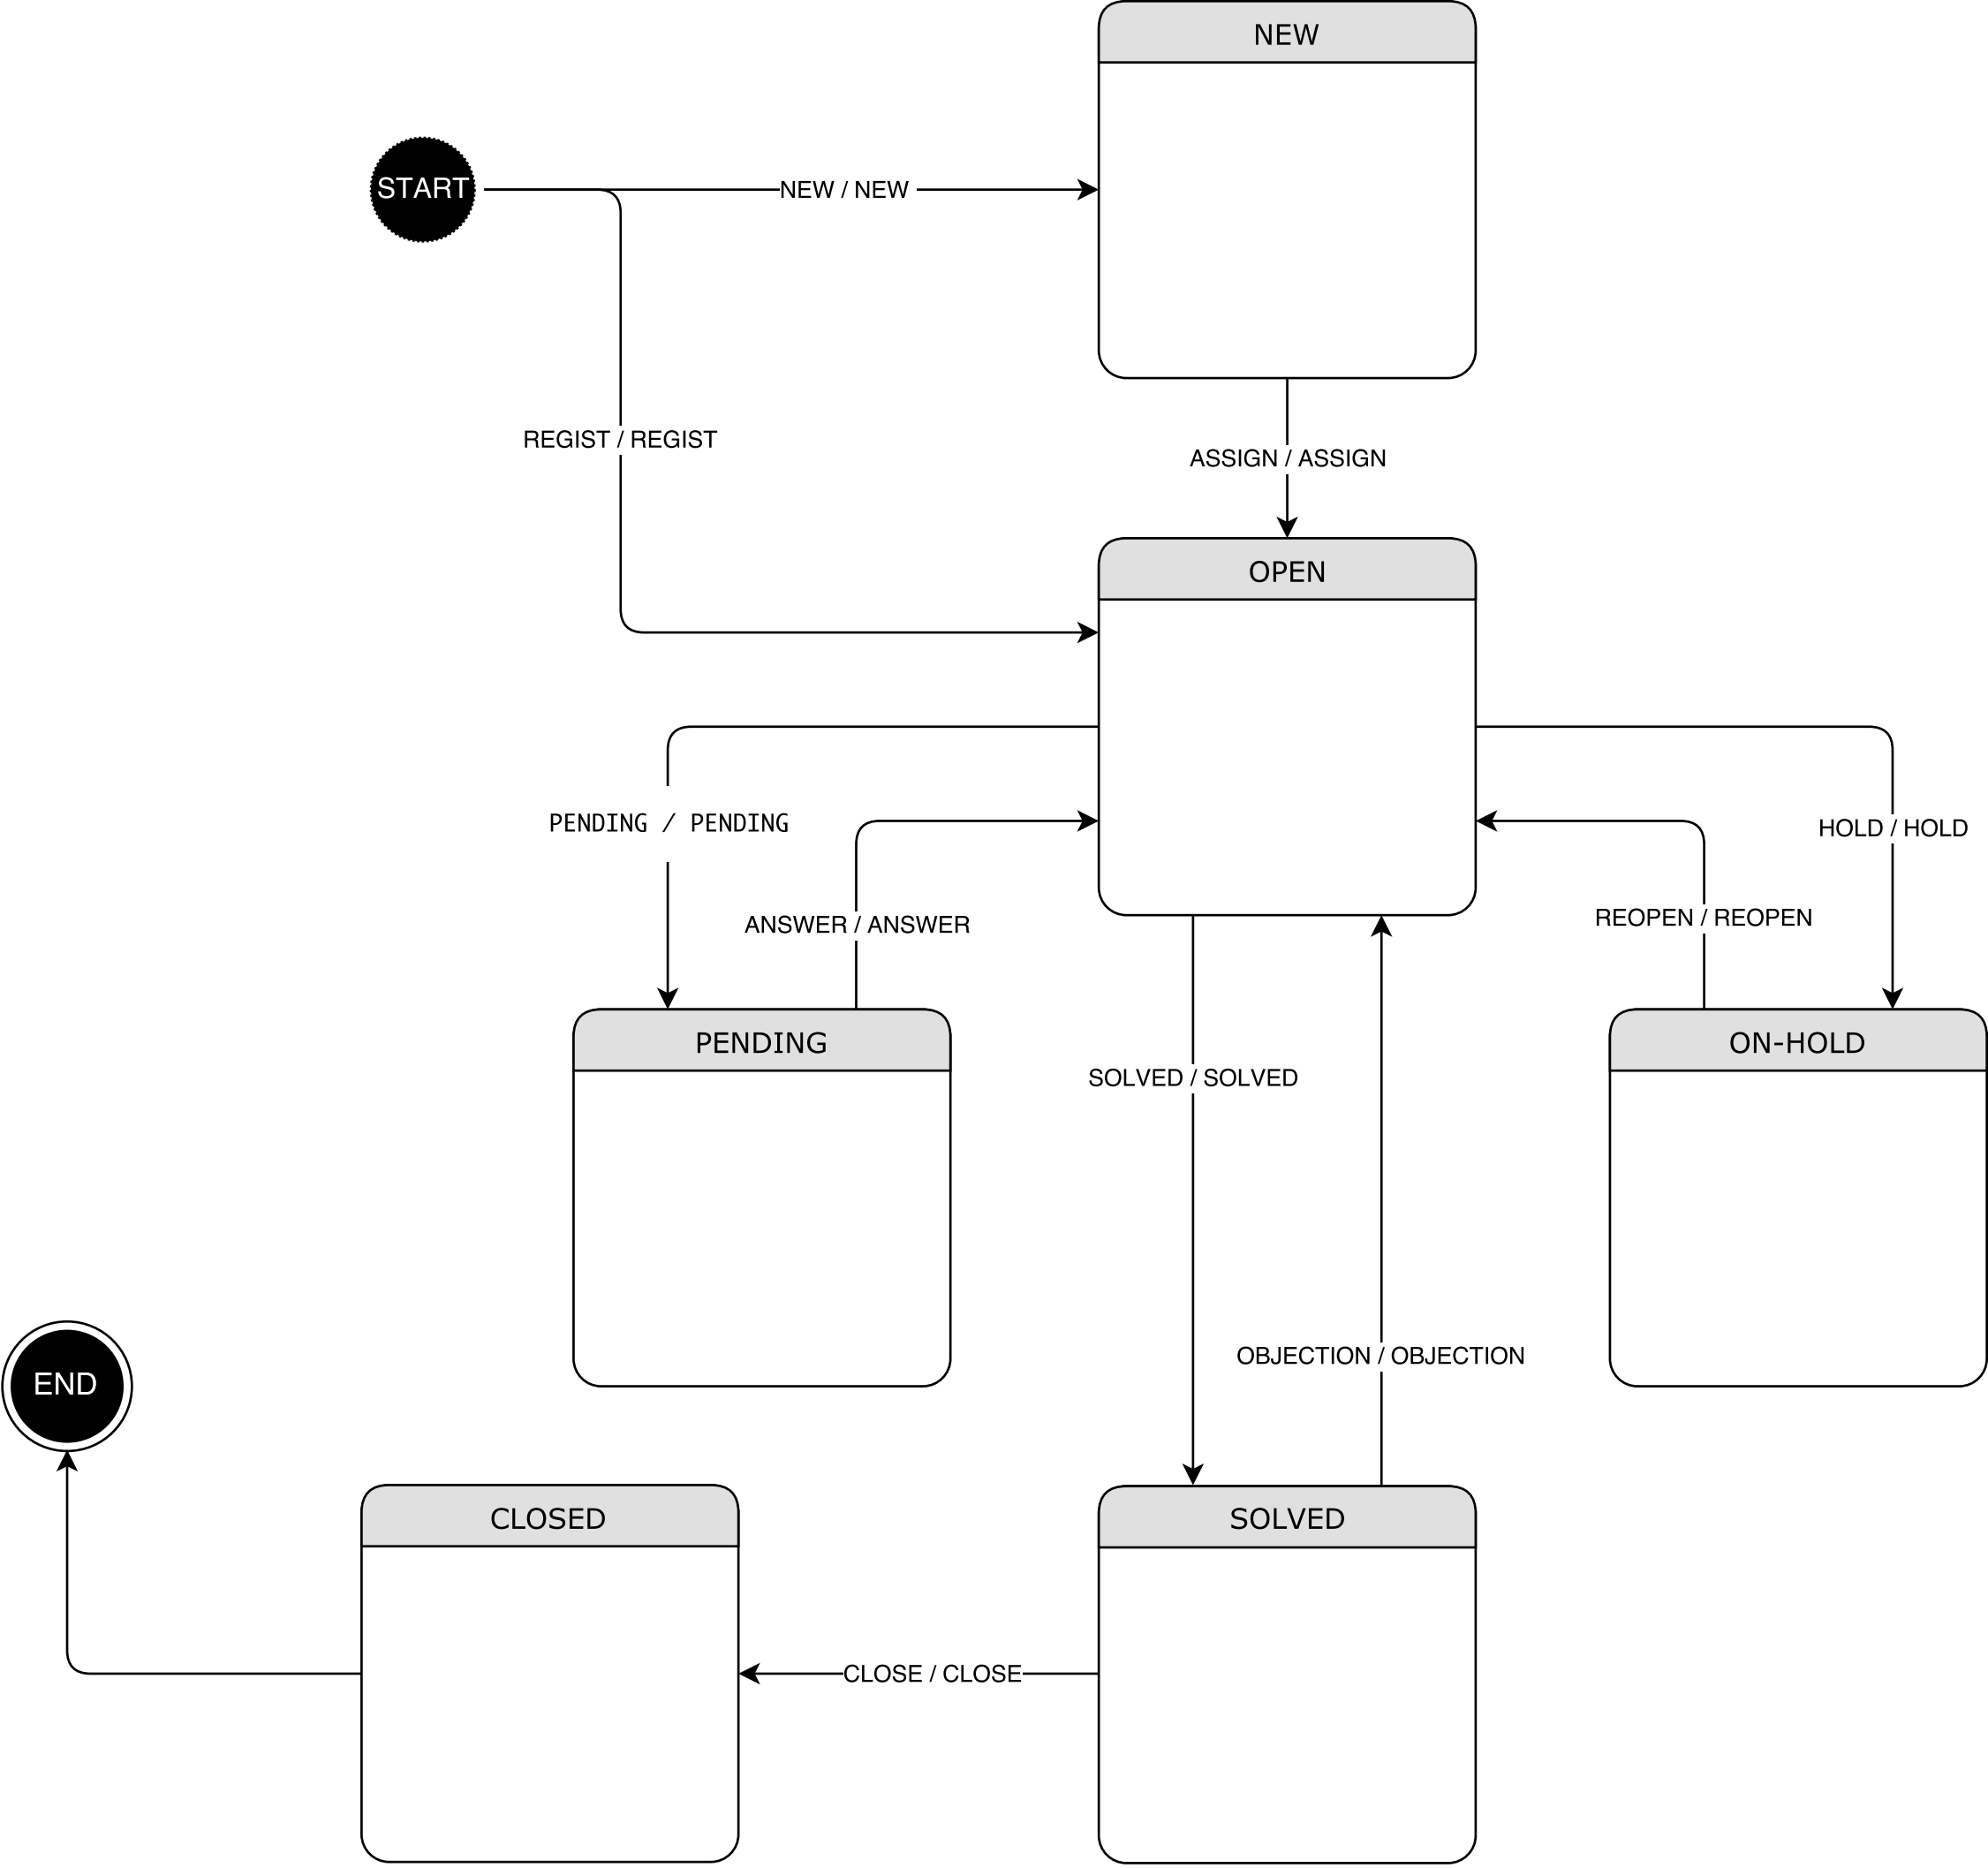 NEW
START
NEW / NEW
REGIST / REGIST
ASSIGN / ASSIGN
OPEN
PENDING / PENDING
HOLD / HOLD
ANSWER / ANSWER
REOPEN / REOPEN
PENDING
ON-HOLD
SOLVED / SOLVED
OBJECTION / OBJECTION
END
CLOSED
SOLVED
CLOSE / CLOSE